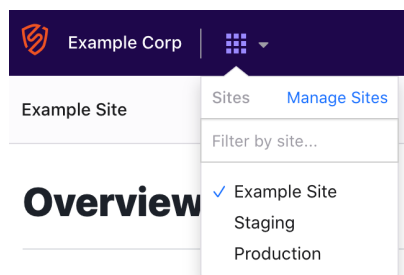 Example Corp
Example Site
Sites Manage Sites
Filter by site...
Overview
✓ Example Site
Staging
Production